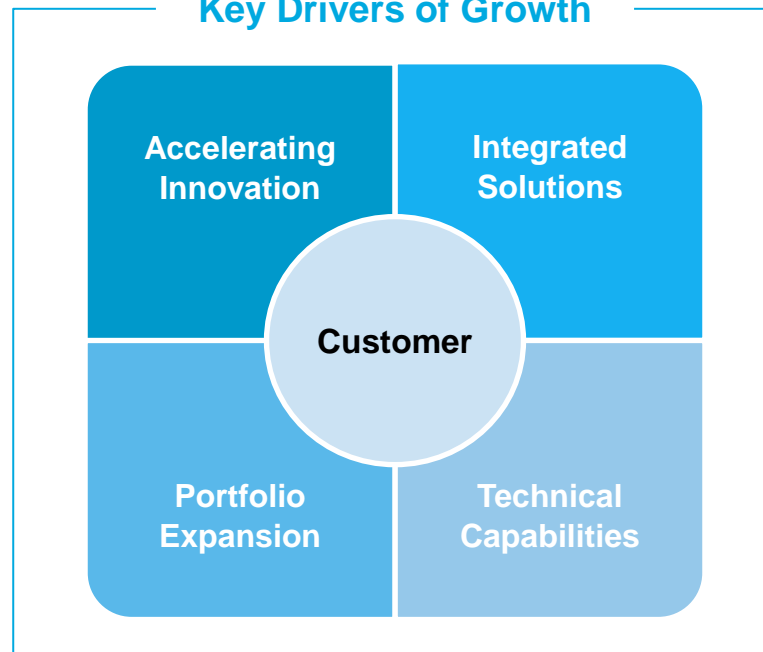 Key Drivers of Growth
Accelerating
Innovation
Integrated
Solutions
Customer
Portfolio
Expansion
Technical
Capabilities